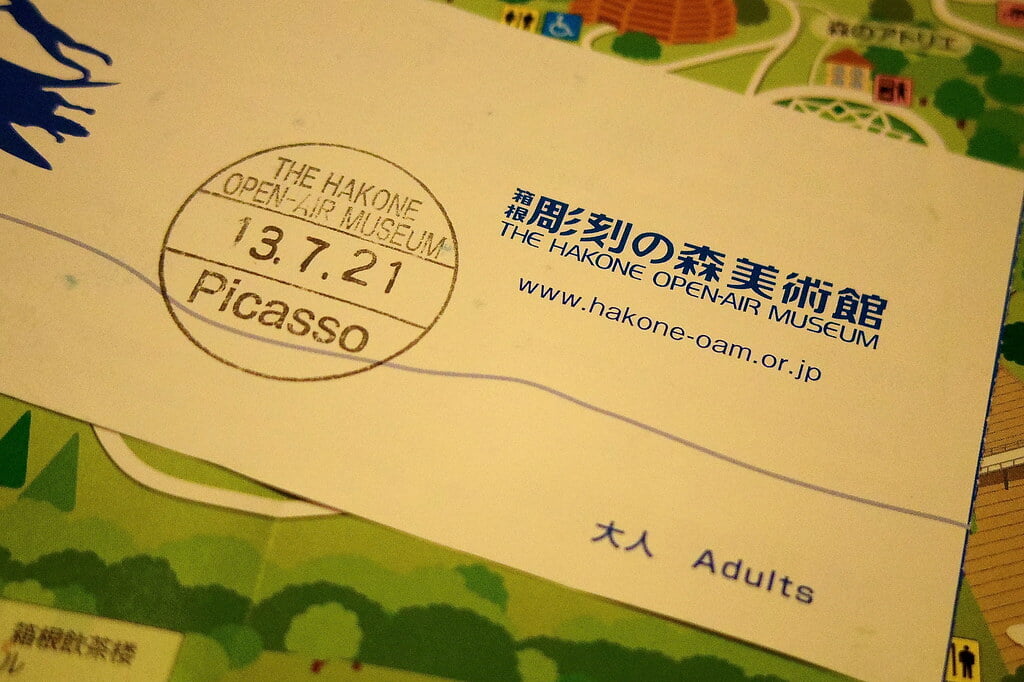 森のアトリエ
THE HAKONE
OPEN-AIR MUSEUM
13.7.21
Picasso
箱根 彫刻の森美術館
THE HAKONE OPEN-AIR MUSEUM
www.hakone-oam.or.jp
大人 Adults
箱根飲茶楼
ル